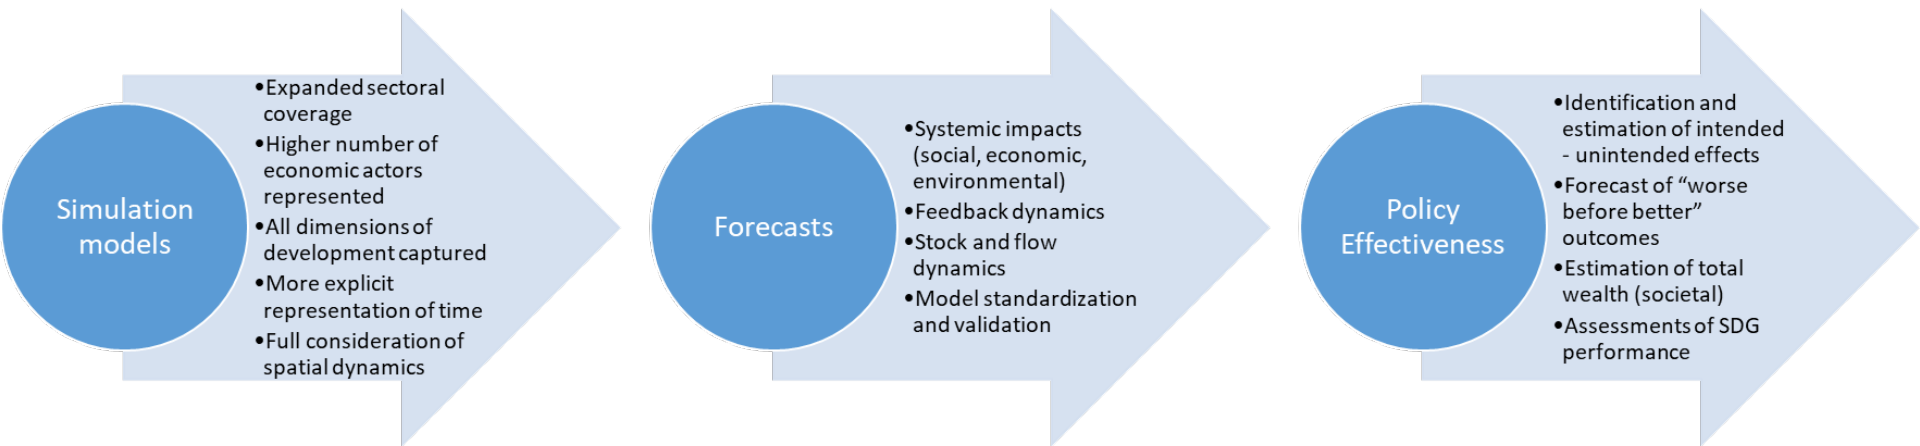 Simulation
models
•Expanded sectoral
coverage
•Higher number of
economic actors
represented
•All dimensions of
development captured
•More explicit
representation of time
•Full consideration of
spatial dynamics
Forecasts
•Systemic impacts
(social, economic,
environmental)
•Feedback dynamics
•Stock and flow
dynamics
•Model standardization
and validation
Policy
Effectiveness
•Identification and
estimation of intended
- unintended effects
•Forecast of “worse
before better”
outcomes
•Estimation of total
wealth (societal)
•Assessments of SDG
performance